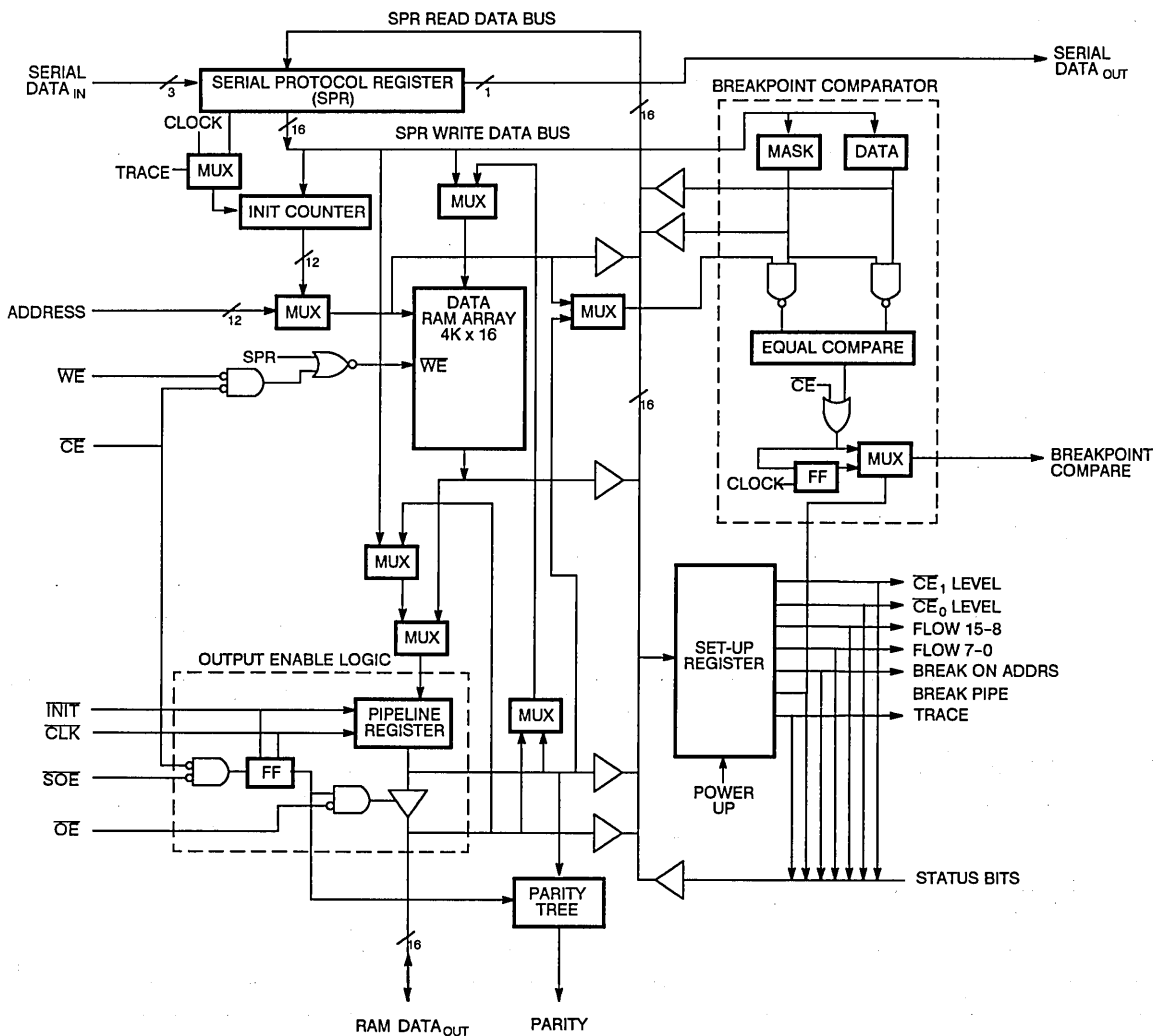 SPR READ DATA BUS
SERIAL
DATA IN
3
SERIAL PROTOCOL REGISTER
(SPR)
1
SERIAL
DATA OUT
CLOCK
16
SPR WRITE DATA BUS
16
BREAKPOINT COMPARATOR
TRACE
MUX
MUX
MASK
DATA
INIT COUNTER
12
ADDRESS
12
MUX
DATA
RAM ARRAY
4K x 16
MUX
SPR
WE
WE
EQUAL COMPARE
16
CE
CE
MUX
BREAKPOINT
COMPARE
CLOCK
FF
MUX
MUX
SET-UP
REGISTER
CE1 LEVEL
CE0 LEVEL
FLOW 15-8
FLOW 7-0
BREAK ON ADDRS
BREAK PIPE
TRACE
OUTPUT ENABLE LOGIC
INIT
CLK
PIPELINE
REGISTER
MUX
SOE
FF
POWER
UP
OE
STATUS BITS
PARITY
TREE
16
RAM DATA OUT
PARITY